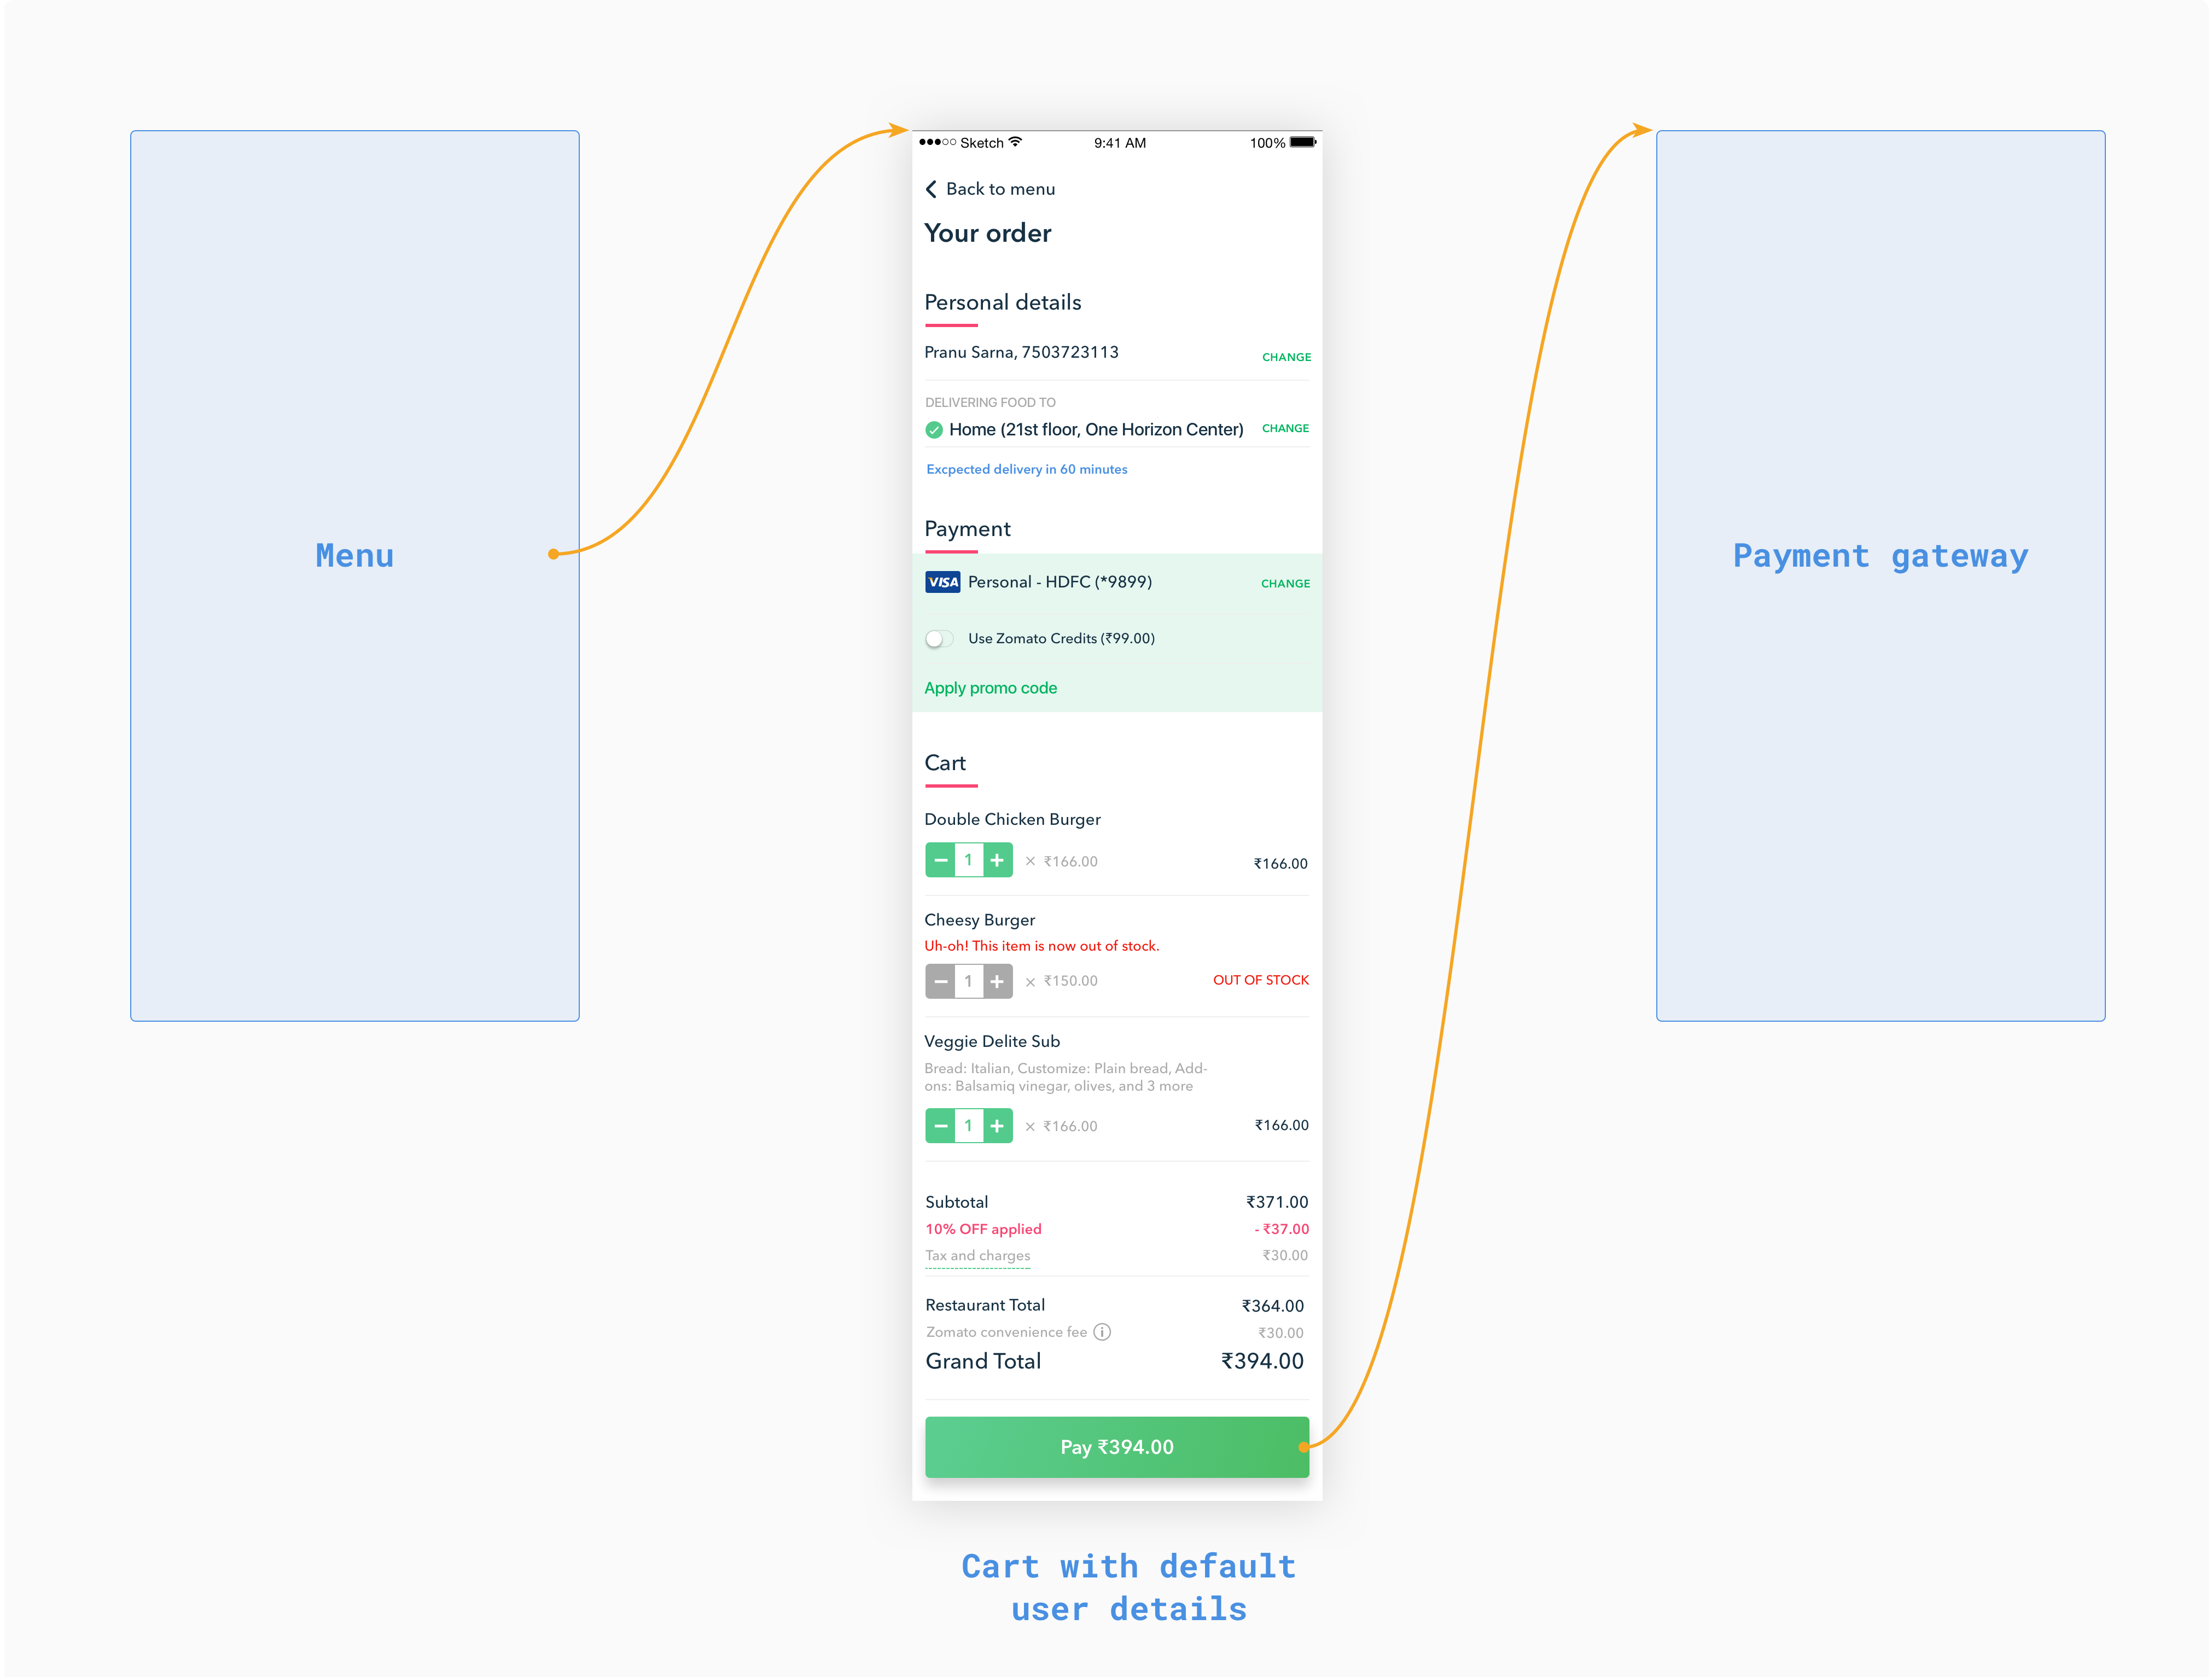 Menu
Sketch 9:41 AM 100%
Back to menu
Your order
Personal details
Pranu Sarna, 7503723113 CHANGE
DELIVERING FOOD TO
Home (21st floor, One Horizon Center) CHANGE
Excpected delivery in 60 minutes
Payment
VISA Personal - HDFC (*9899) CHANGE
Use Zomato Credits (₹99.00)
Apply promo code
Cart
Double Chicken Burger
− 1 + × ₹166.00 ₹166.00
Cheesy Burger
Uh-oh! This item is now out of stock.
− 1 + × ₹150.00 OUT OF STOCK
Veggie Delite Sub
Bread: Italian, Customize: Plain bread, Add-
ons: Balsamiq vinegar, olives, and 3 more
− 1 + × ₹166.00 ₹166.00
Subtotal ₹371.00
10% OFF applied - ₹37.00
Tax and charges ₹30.00
Restaurant Total ₹364.00
Zomato convenience fee i ₹30.00
Grand Total ₹394.00
Pay ₹394.00
Cart with default
user details
Payment gateway